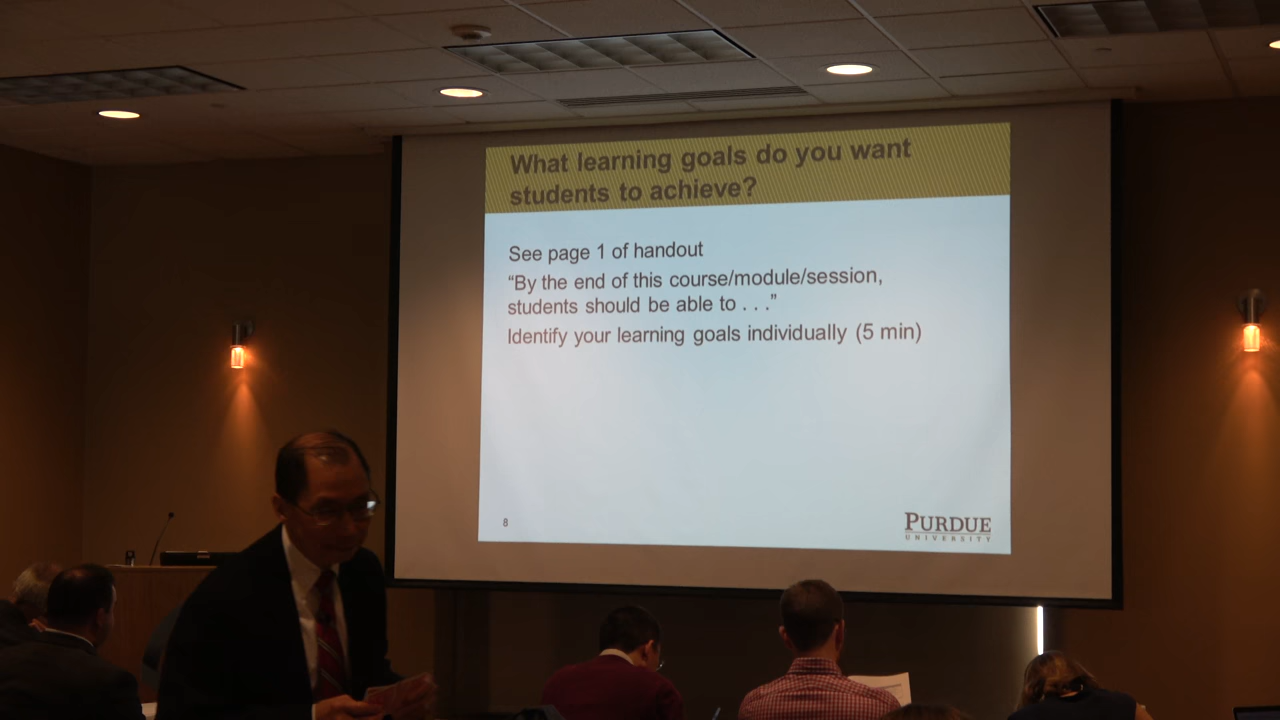 What learning goals do you want
students to achieve?
See page 1 of handout
“By the end of this course/module/session,
students should be able to . . .”
Identify your learning goals individually (5 min)
8
PURDUE
UNIVERSITY